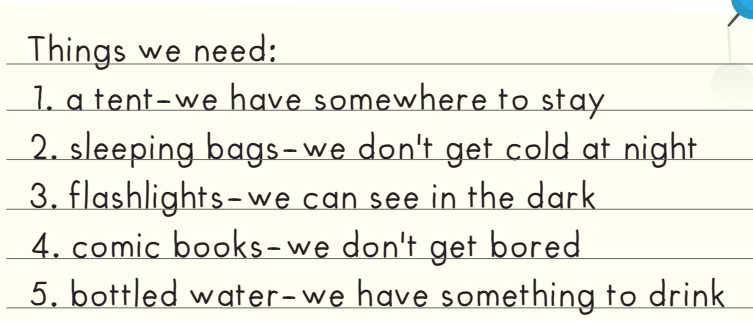 Things we need:
1. a tent–we have somewhere to stay
2. sleeping bags–we don't get cold at night
3. flashlights–we can see in the dark
4. comic books–we don't get bored
5. bottled water–we have something to drink